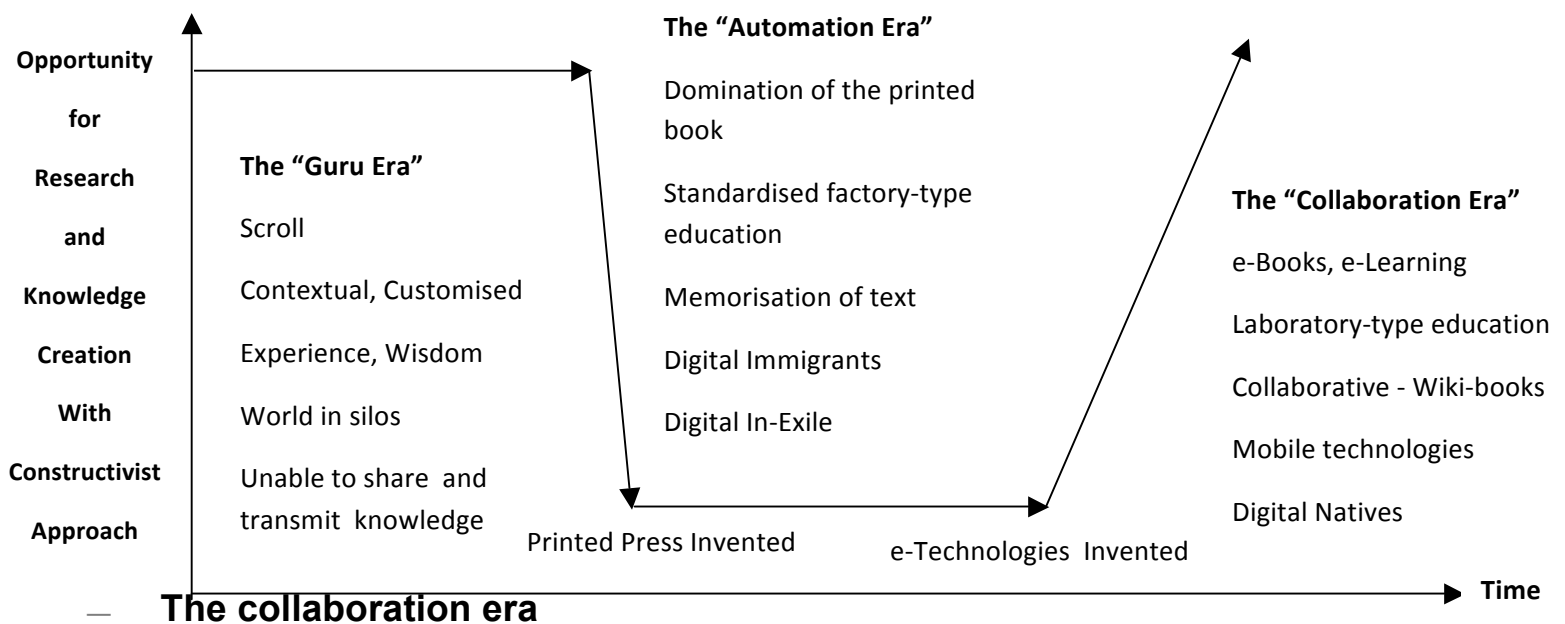 Opportunity
for
Research
and
Knowledge
Creation
With
Constructivist
Approach
The “Guru Era”
Scroll
Contextual, Customised
Experience, Wisdom
World in silos
Unable to share and
transmit knowledge
The “Automation Era”
Domination of the printed
book
Standardised factory-type
education
Memorisation of text
Digital Immigrants
Digital In-Exile
The “Collaboration Era”
e-Books, e-Learning
Laboratory-type education
Collaborative - Wiki-books
Mobile technologies
Digital Natives
Printed Press Invented
e-Technologies Invented
Time
The collaboration era